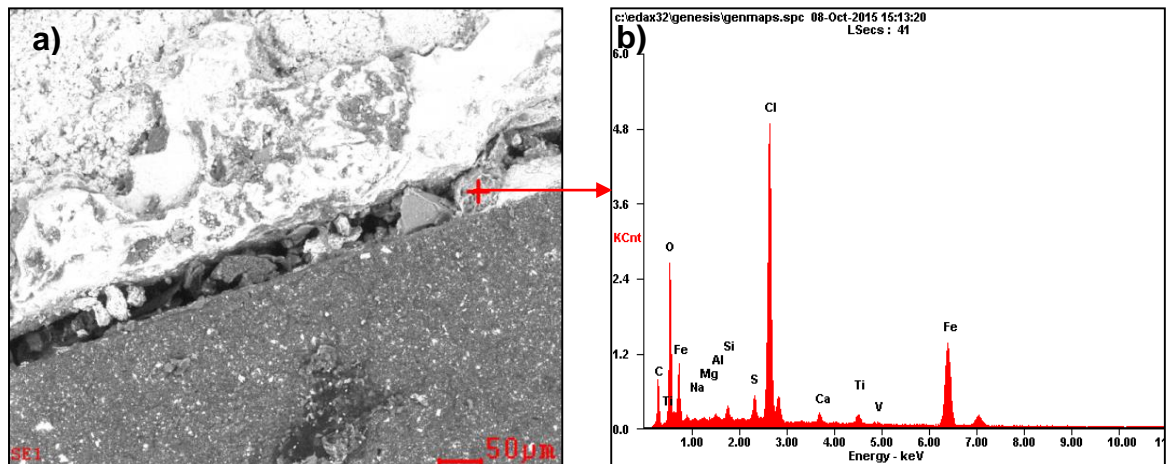 a)
SE1
50µm
b)
c:\edax32\genesis\genmaps.spc 08-Oct-2015 15:13:20
LSecs : 41
6.0
4.8
3.6
KCnt
2.4
1.2
0.0
C
O
Ti
Fe
Na
Mg
Al
Si
S
Cl
Ca
Ti
V
Fe
1.00 2.00 3.00 4.00 5.00 6.00 7.00 8.00 9.00 10.00 11
Energy - keV